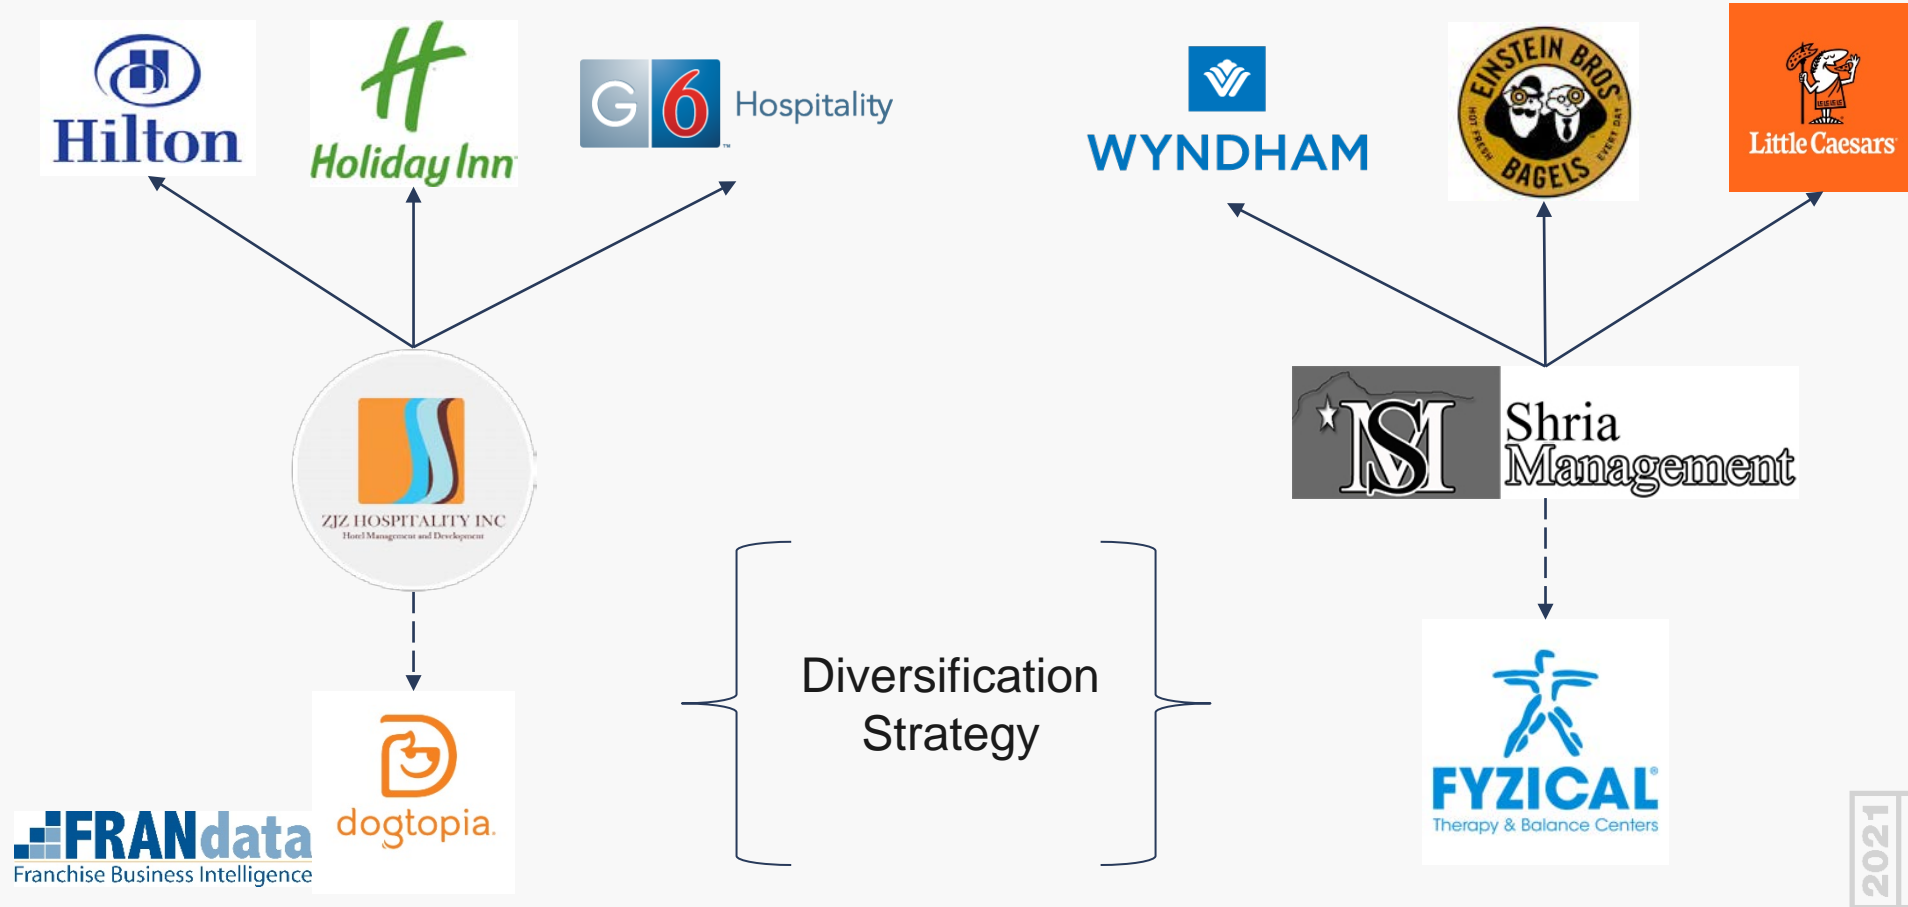 Hilton
Holiday Inn
G6 Hospitality
WYNDHAM
EINSTEIN BROS
HOT FRESH
EVERY DAY
BAGELS
Little Caesars
ZJZ HOSPITALITY INC
Hotel Management and Development
SM
Shria
Management
Diversification
Strategy
dogtopia.
FYZICAL®
Therapy & Balance Centers
FRANdata
Franchise Business Intelligence
2021